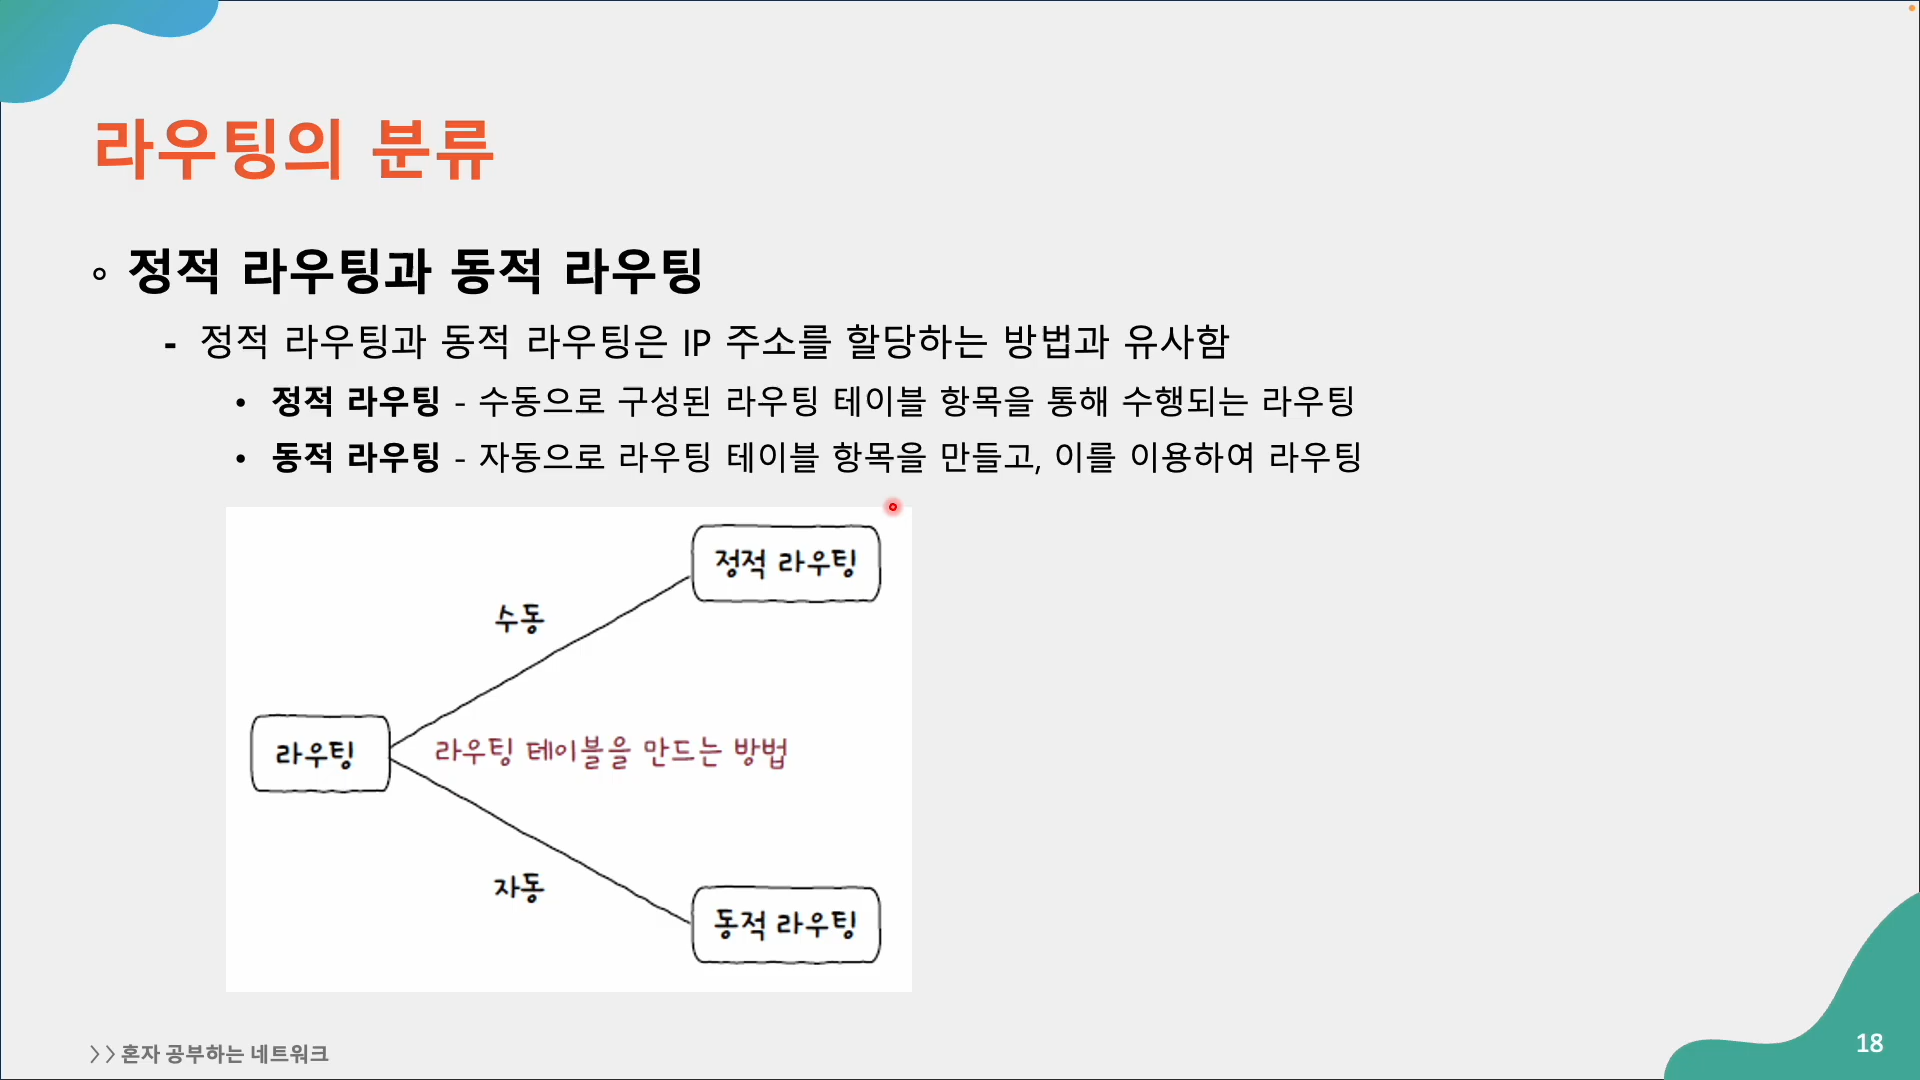 라우팅의 분류
정적 라우팅과 동적 라우팅
- 정적 라우팅과 동적 라우팅은 IP 주소를 할당하는 방법과 유사함
• 정적 라우팅 - 수동으로 구성된 라우팅 테이블 항목을 통해 수행되는 라우팅
• 동적 라우팅 - 자동으로 라우팅 테이블 항목을 만들고, 이를 이용하여 라우팅
정적 라우팅
수동
라우팅
라우팅 테이블을 만드는 방법
자동
동적 라우팅
>> 혼자 공부하는 네트워크
18